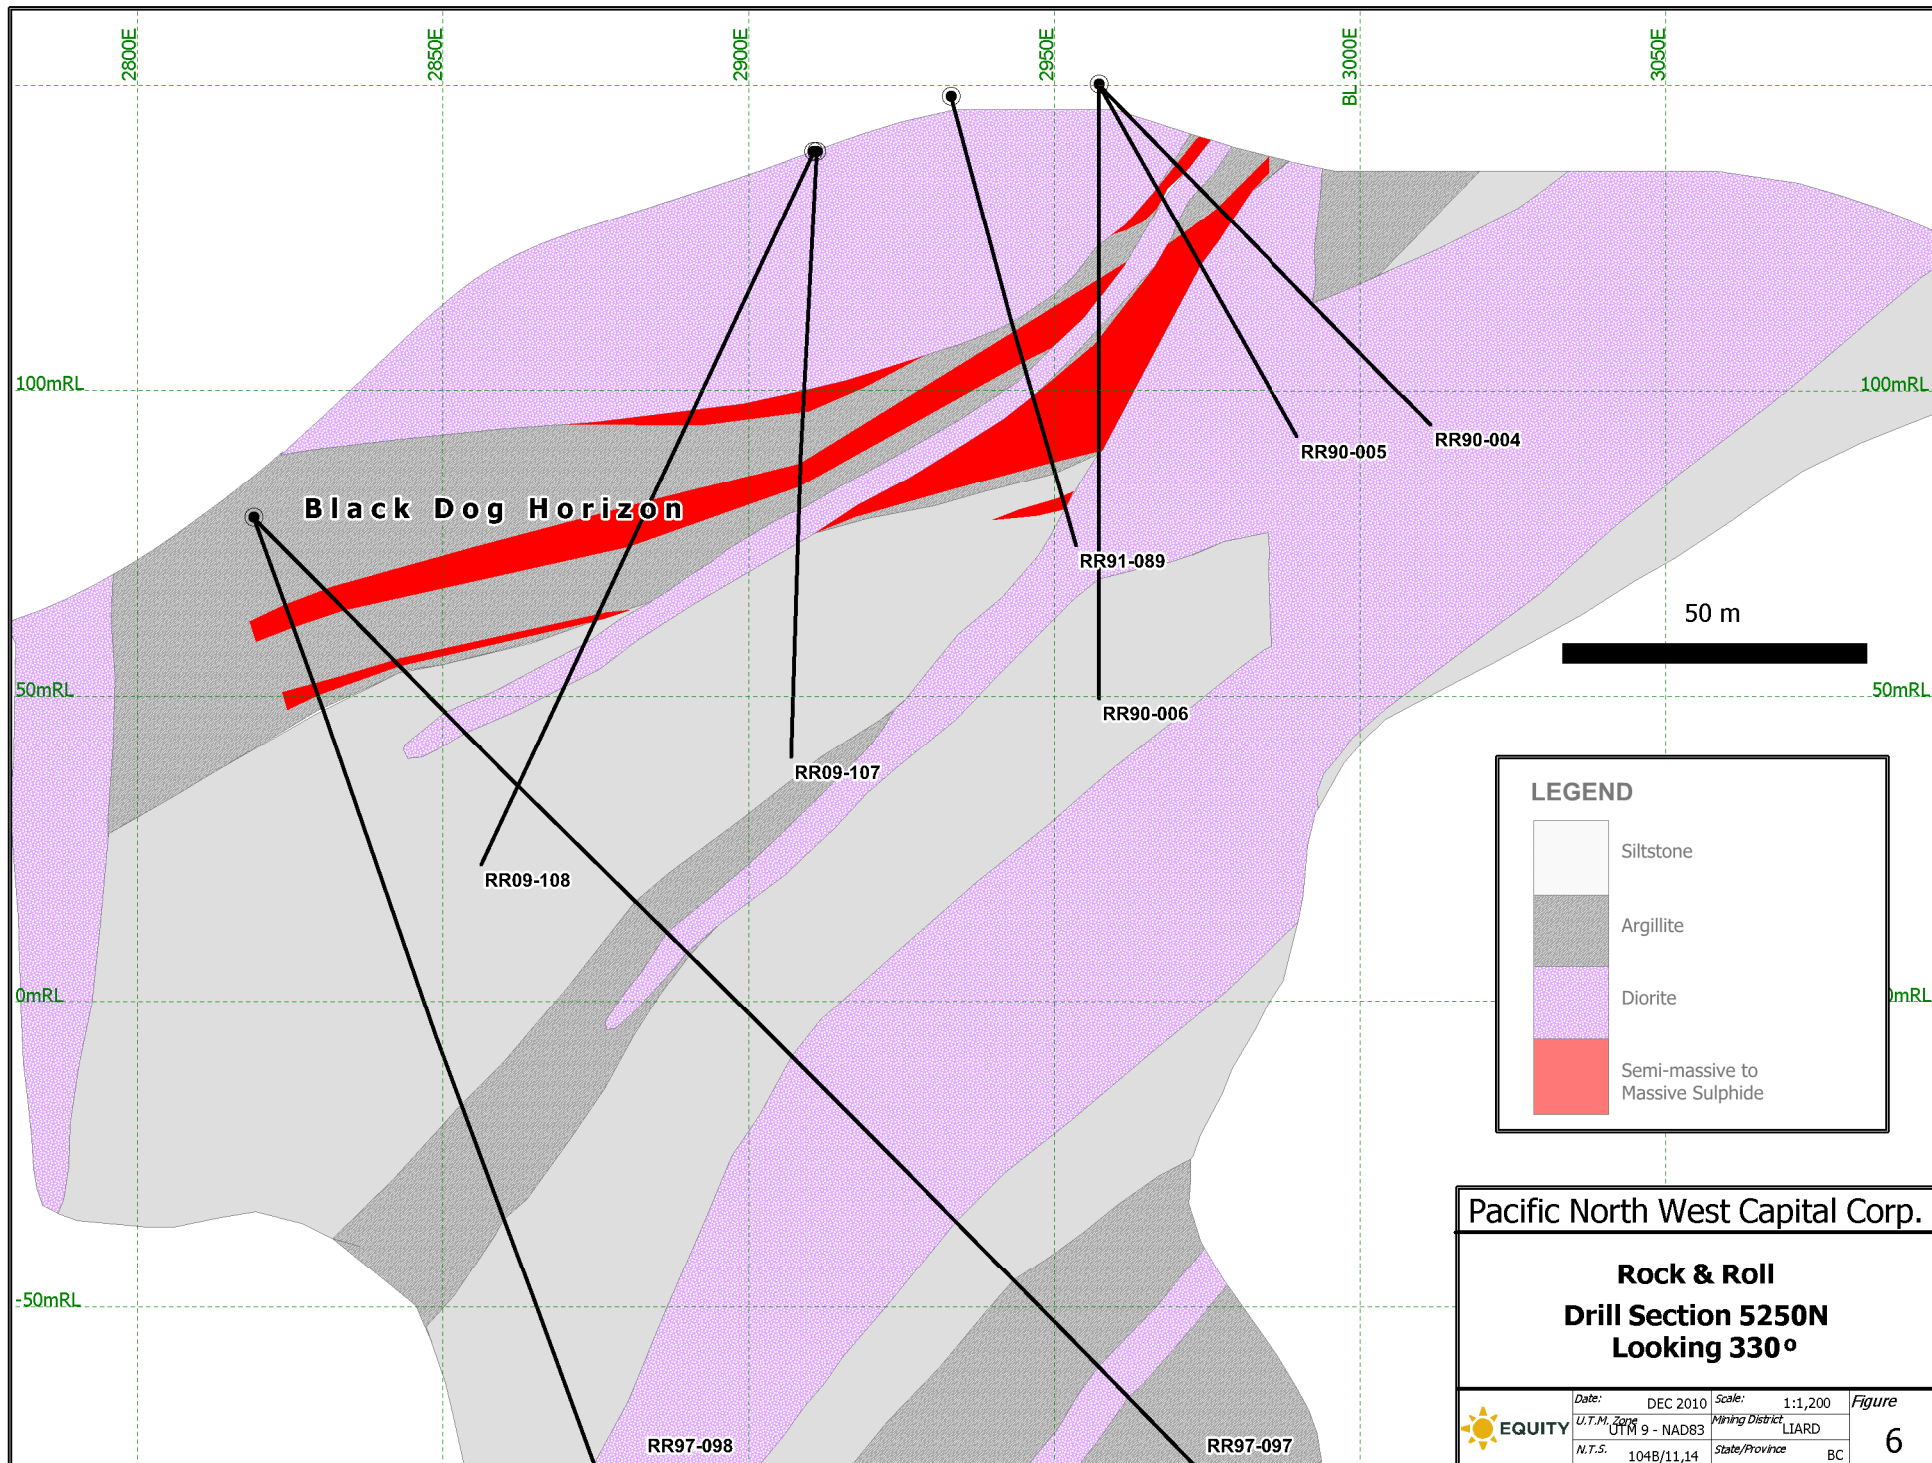 2800E
2850E
2900E
2950E
BL 3000E
3050E
100mRL
100mRL
RR90-004
RR90-005
Black Dog Horizon
RR91-089
50 m
50mRL
50mRL
RR90-006
RR09-107
RR09-108
LEGEND
Siltstone
Argillite
Diorite
Semi-massive to
Massive Sulphide
0mRL
0mRL
-50mRL
Pacific North West Capital Corp.
Rock & Roll
Drill Section 5250N
Looking 330º
EQUITY
Date: DEC 2010
Scale: 1:1,200
Figure
U.T.M. Zone UTM 9 - NAD83
Mining District LIARD
6
N.T.S. 104B/11,14
State/Province BC
RR97-098
RR97-097